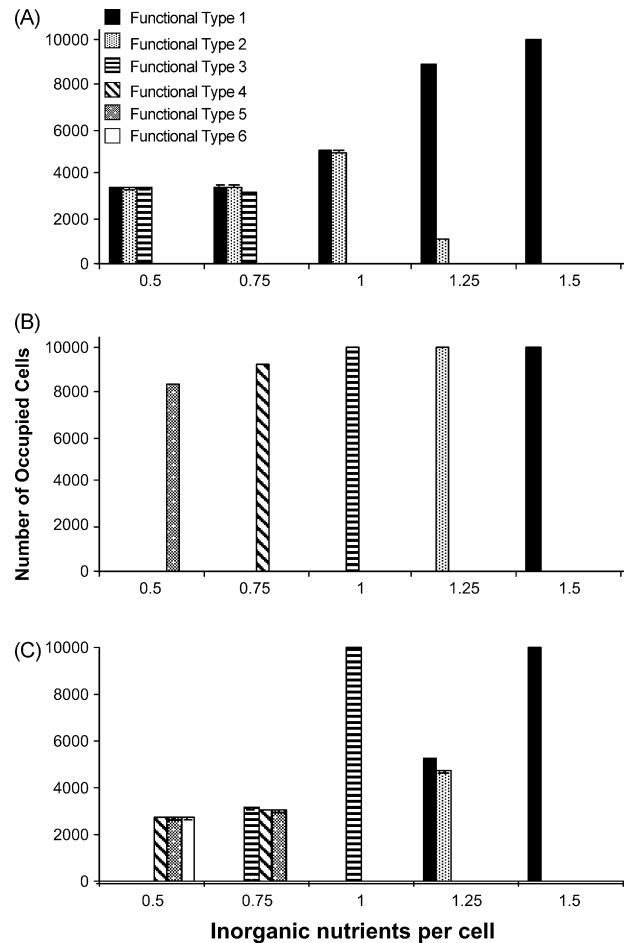 (A)
Functional Type 1
Functional Type 2
Functional Type 3
Functional Type 4
Functional Type 5
Functional Type 6
10000
8000
6000
4000
2000
0
0.5 0.75 1 1.25 1.5
(B)
10000
8000
6000
4000
2000
0
0.5 0.75 1 1.25 1.5
Number of Occupied Cells
(C)
10000
8000
6000
4000
2000
0
0.5 0.75 1 1.25 1.5
Inorganic nutrients per cell